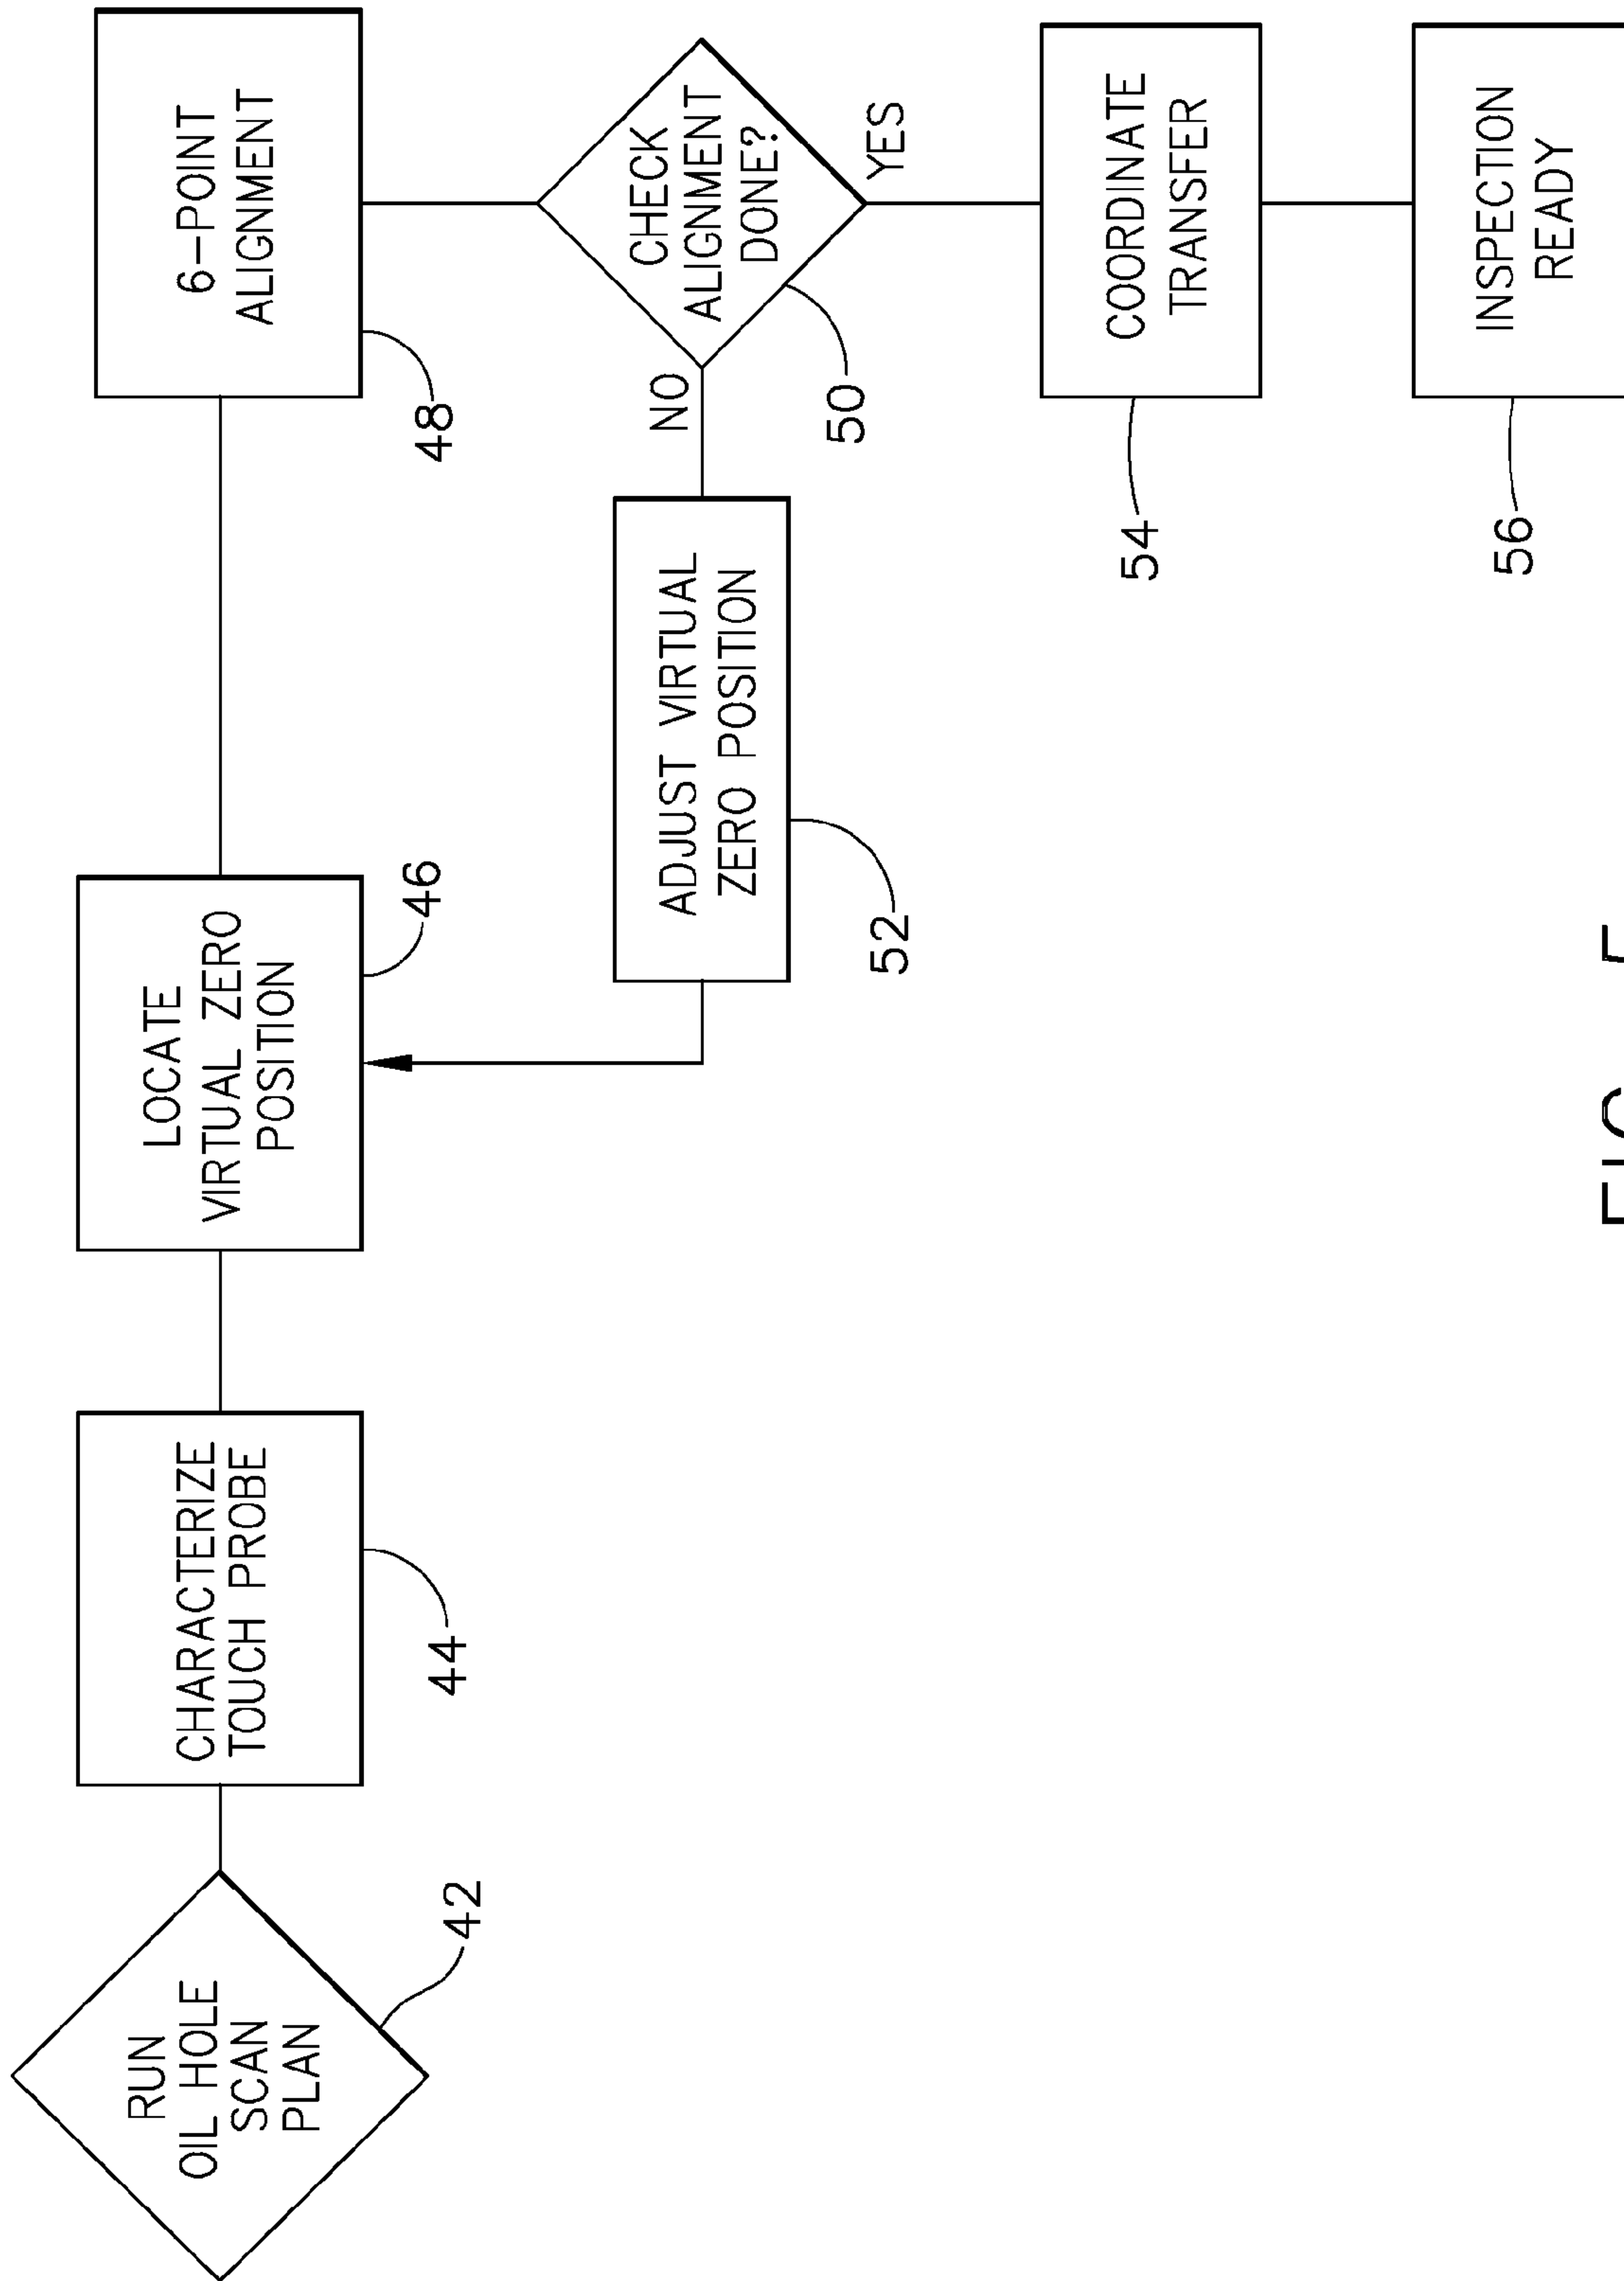 RUN
OIL HOLE
SCAN
PLAN
42
CHARACTERIZE
TOUCH PROBE
44
LOCATE
VIRTUAL ZERO
POSITION
46
6-POINT
ALIGNMENT
48
CHECK
ALIGNMENT
DONE?
50
NO
YES
ADJUST VIRTUAL
ZERO POSITION
52
COORDINATE
TRANSFER
54
INSPECTION
READY
56